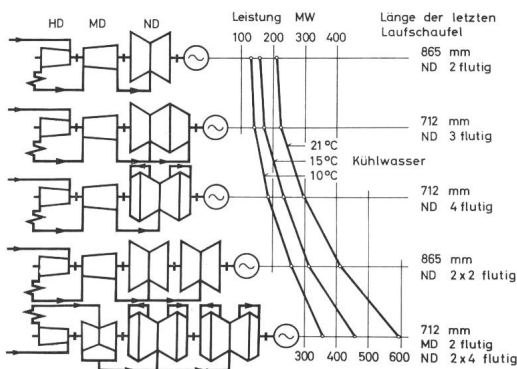 HD MD ND
Leistung MW
100 200 300 400
Länge der letzten
Laufschaufel
865 mm
ND 2 flutig
712 mm
ND 3 flutig
21 °C
15 °C Kühlwasser
10 °C
712 mm
ND 4 flutig
865 mm
ND 2x2 flutig
712 mm
MD 2 flutig
ND 2x4 flutig
300 400 500 600